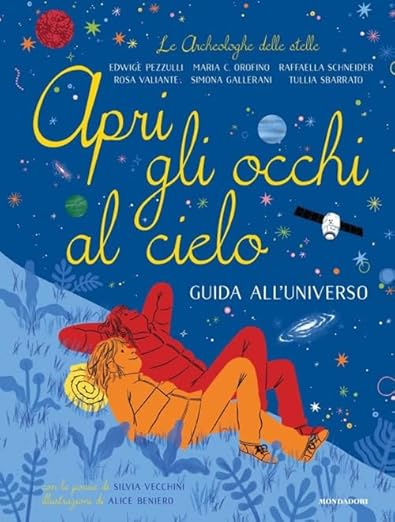 Le Archeologhe delle stelle
EDWIGE PEZZULLI MARIA C. OROFINO RAFFAELLA SCHNEIDER
ROSA VALIANTE SIMONA GALLERANI TULLIA SBARRATO
Apri
gli occhi
al cielo
GUIDA ALL'UNIVERSO
con le poesie di SILVIA VECCHINI
illustrazioni di ALICE BENIERO
MONDADORI